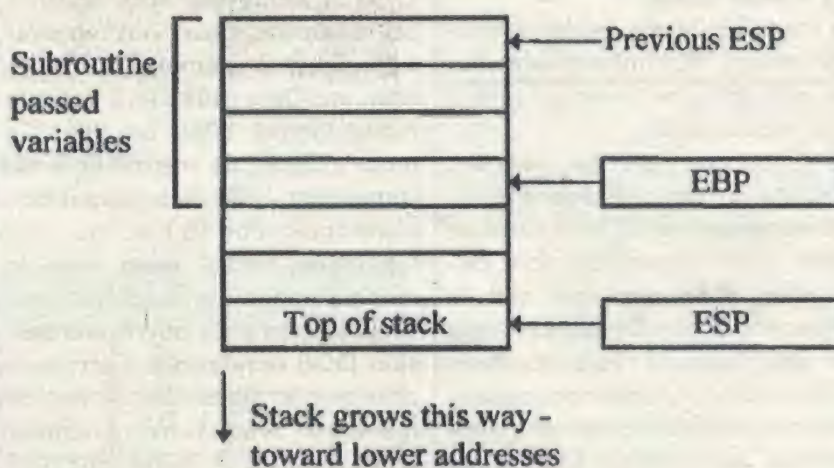 Previous ESP
Subroutine
passed
variables
EBP
Top of stack
ESP
Stack grows this way -
toward lower addresses